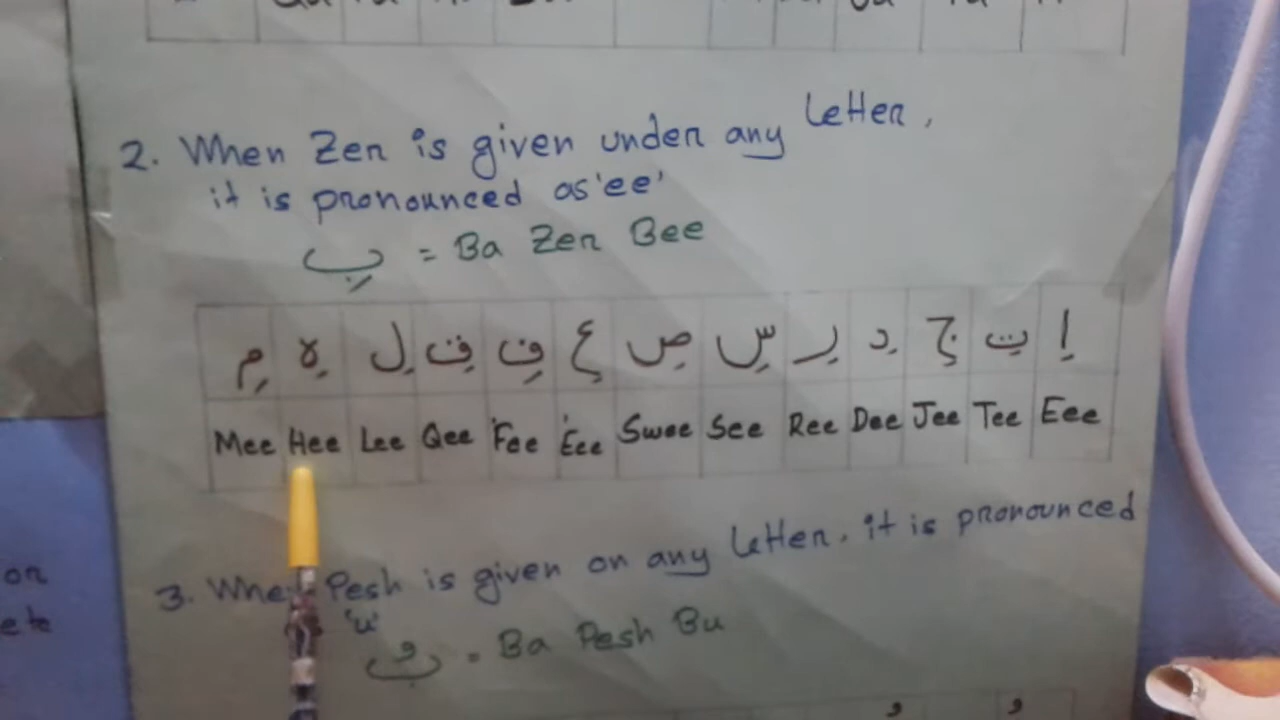 2. When Zer is given under any Letter,
it is pronounced as 'ee'
بِ = Ba Zer Bee
اِ تِ جِ دِ رِ سِ صِ عِ فِ قِ لِ هِ مِ
Mee Hee Lee Qee Fee Eee Swee See Ree Dee Jee Tee Eee
3. When Pesh is given on any Letter. it is pronounced
'u'
بُ = Ba Pesh Bu
on
ete